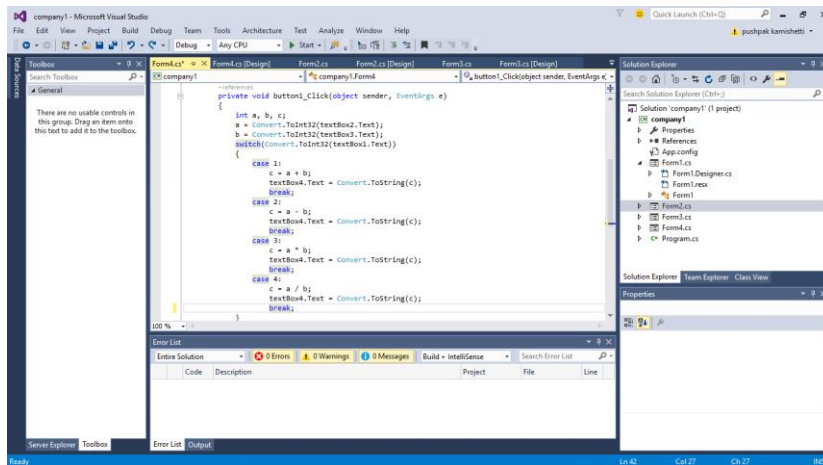 company1 - Microsoft Visual Studio
Quick Launch (Ctrl+Q)
File Edit View Project Build Debug Team Tools Architecture Test Analyze Window Help
pushpak kamishetti
Debug Any CPU Start
Data Sources
Toolbox
Search Toolbox
General
There are no usable controls in
this group. Drag an item onto
this text to add it to the toolbox.
Server Explorer Toolbox
Form4.cs* Form4.cs [Design] Form2.cs Form2.cs [Design] Form3.cs Form3.cs [Design]
company1 company1.Form4 button1_Click(object sender, EventArgs e)
-references
private void button1_Click(object sender, EventArgs e)
{
int a, b, c;
a = Convert.ToInt32(textBox2.Text);
b = Convert.ToInt32(textBox3.Text);
switch(Convert.ToInt32(textBox1.Text))
{
case 1:
c = a + b;
textBox4.Text = Convert.ToString(c);
break;
case 2:
c = a - b;
textBox4.Text = Convert.ToString(c);
break;
case 3:
c = a * b;
textBox4.Text = Convert.ToString(c);
break;
case 4:
c = a / b;
textBox4.Text = Convert.ToString(c);
break;
}
100 %
Error List
Entire Solution 0 Errors 0 Warnings 0 Messages Build + IntelliSense Search Error List
Code Description Project File Line
Error List Output
Solution Explorer
Search Solution Explorer (Ctrl+;)
Solution 'company1' (1 project)
company1
Properties
References
App.config
Form1.cs
Form1.Designer.cs
Form1.resx
Form1
Form2.cs
Form3.cs
Form4.cs
C# Program.cs
Solution Explorer Team Explorer Class View
Properties
Ready Ln 42 Col 27 Ch 27 INS